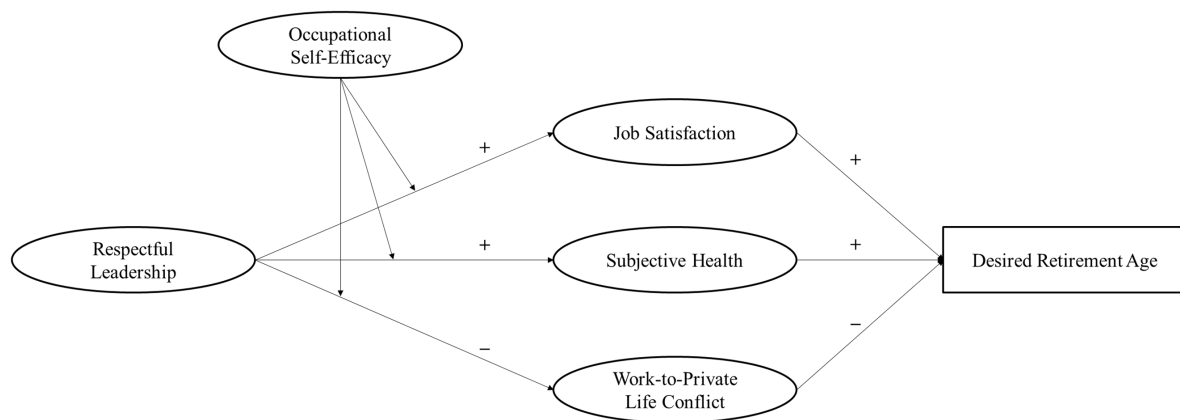 Occupational
Self-Efficacy
Job Satisfaction
+
+
Respectful
Leadership
+
Subjective Health
+
Desired Retirement Age
−
−
Work-to-Private
Life Conflict